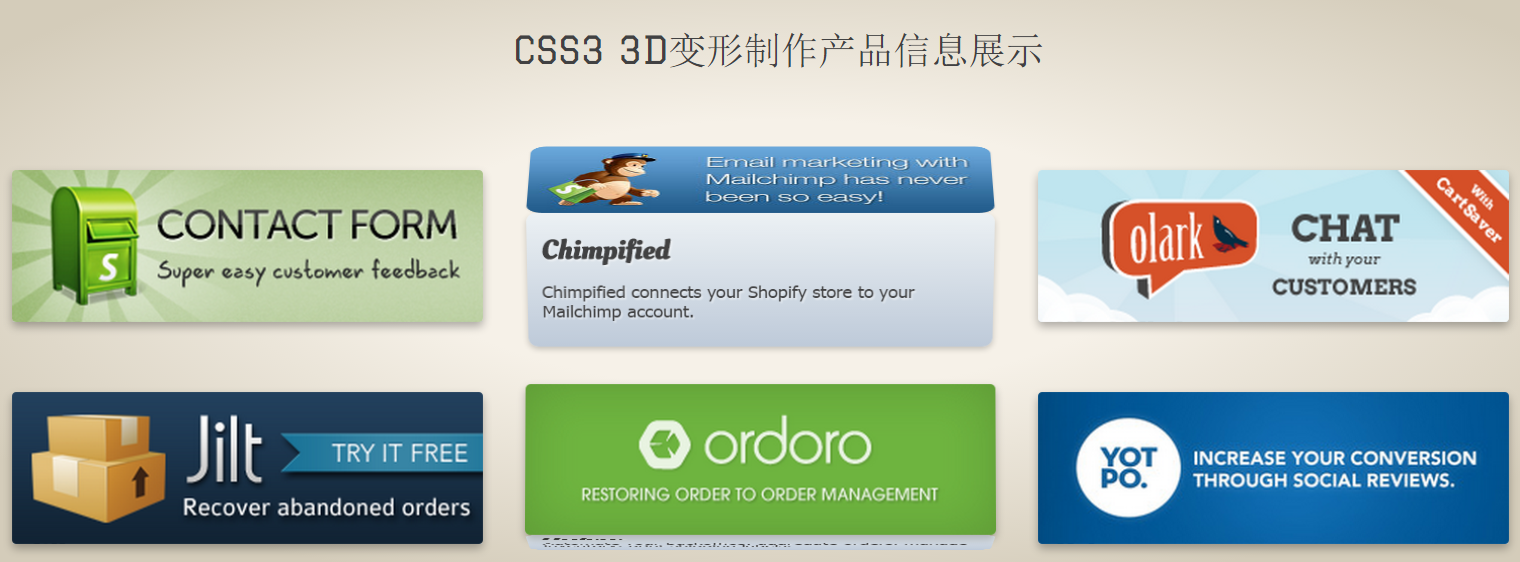 CSS3 3D变形制作产品信息展示
S
CONTACT FORM
Super easy customer feedback
S
Email marketing with
Mailchimp has never
been so easy!
Chimpified
Chimpified connects your Shopify store to your
Mailchimp account.
olark
CHAT
with your
CUSTOMERS
With
CartSaver
Jilt
TRY IT FREE
Recover abandoned orders
ordoro
RESTORING ORDER TO ORDER MANAGEMENT
YOT
PO.
INCREASE YOUR CONVERSION
THROUGH SOCIAL REVIEWS.